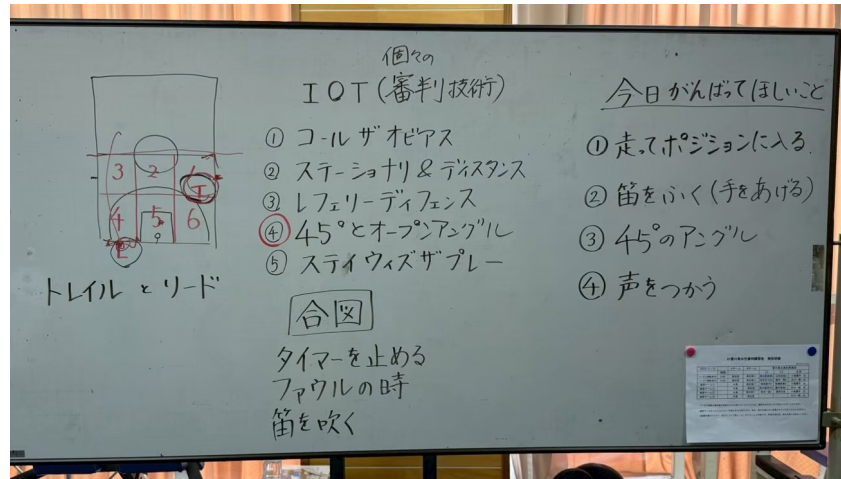 3 2 1
T
4 5 6
L
トレイル と リード
個々の
IOT(審判技術)
① コールザオビアス
② ステーショナリ&ディスタンス
③ レフェリーディフェンス
④ 45°とオープンアングル
⑤ ステイウィズザプレー
合図
タイマーを止める
ファウルの時
笛を吹く
今日がんばってほしいこと
① 走ってポジションに入る
② 笛をふく(手をあげる)
③ 45°のアングル
④ 声をつかう